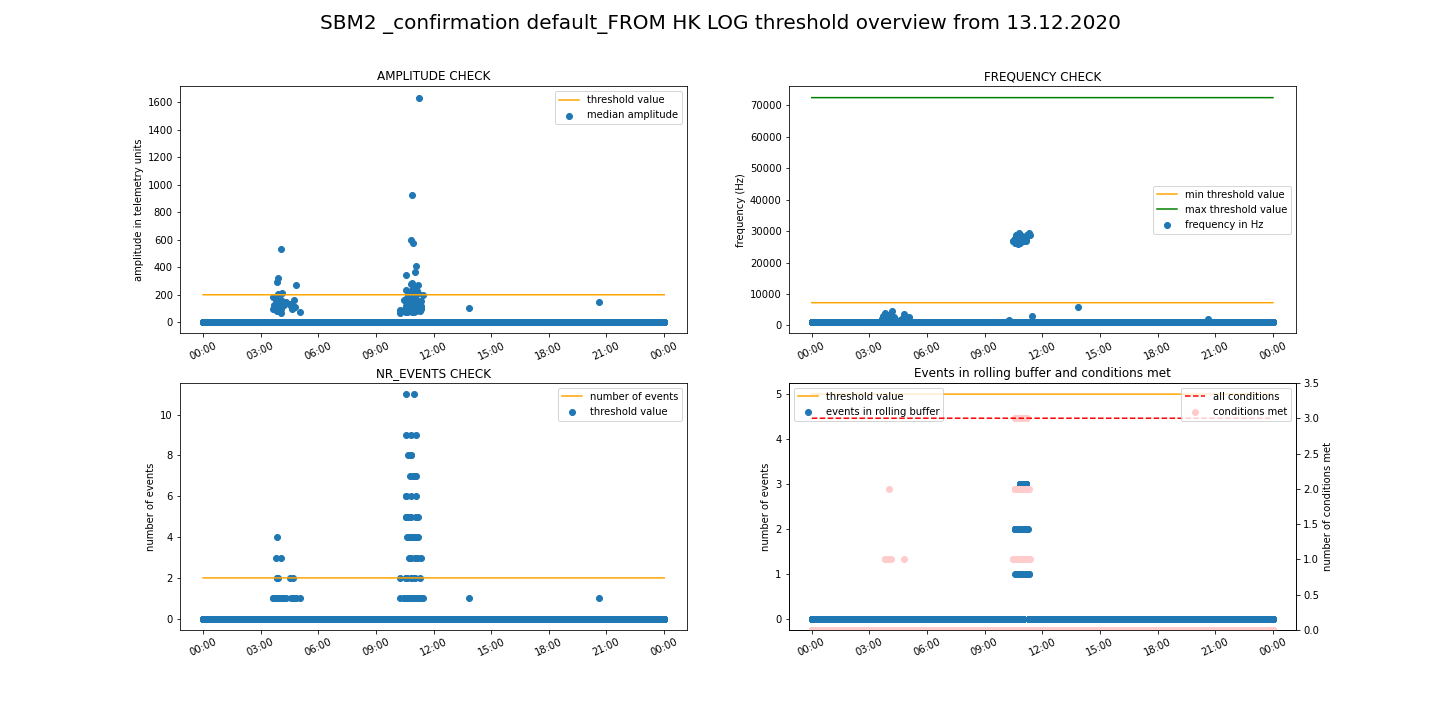 SBM2 _confirmation default_FROM HK LOG threshold overview from 13.12.2020
AMPLITUDE CHECK
amplitude in telemetry units
1600
1400
1200
1000
800
600
400
200
0
threshold value
median amplitude
00:00 03:00 06:00 09:00 12:00 15:00 18:00 21:00 00:00
FREQUENCY CHECK
frequency (Hz)
70000
60000
50000
40000
30000
20000
10000
0
min threshold value
max threshold value
frequency in Hz
00:00 03:00 06:00 09:00 12:00 15:00 18:00 21:00 00:00
NR_EVENTS CHECK
number of events
10
8
6
4
2
0
number of events
threshold value
00:00 03:00 06:00 09:00 12:00 15:00 18:00 21:00 00:00
Events in rolling buffer and conditions met
number of events
5
4
3
2
1
0
threshold value
events in rolling buffer
all conditions
conditions met
3.5
3.0
2.5
2.0
1.5
1.0
0.5
0.0
number of conditions met
00:00 03:00 06:00 09:00 12:00 15:00 18:00 21:00 00:00